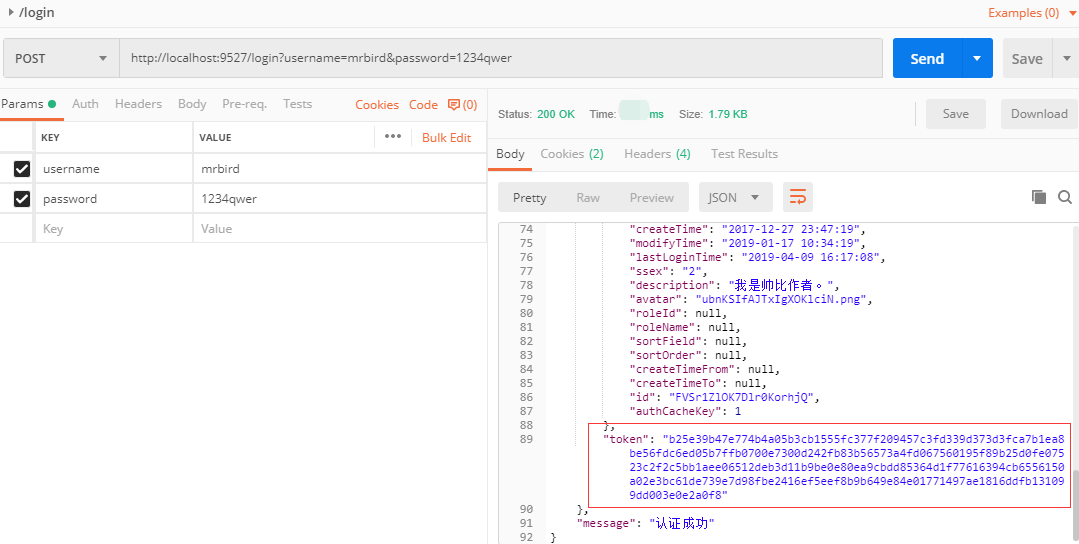 /login
Examples (0)
POST
http://localhost:9527/login?username=mrbird&password=1234qwer
Send
Save
Params
Auth
Headers
Body
Pre-req.
Tests
Cookies
Code
(0)
KEY
VALUE
Bulk Edit
username
mrbird
password
1234qwer
Key
Value
Status: 200 OK
Time: ms
Size: 1.79 KB
Save
Download
Body
Cookies (2)
Headers (4)
Test Results
Pretty
Raw
Preview
JSON
74 "createTime": "2017-12-27 23:47:19",
75 "modifyTime": "2019-01-17 10:34:19",
76 "lastLoginTime": "2019-04-09 16:17:08",
77 "ssex": "2",
78 "description": "我是帅比作者。",
79 "avatar": "ubnKSIfAJTxIgXOKlciN.png",
80 "roleId": null,
81 "roleName": null,
82 "sortField": null,
83 "sortOrder": null,
84 "createTimeFrom": null,
85 "createTimeTo": null,
86 "id": "FVSr1ZlOK7Dlr0KorhjQ",
87 "authCacheKey": 1
88 },
89 "token": "b25e39b47e774b4a05b3cb1555fc377f209457c3fd339d373d3fca7b1ea8
be56fdc6ed05b7ffb0700e7300d242fb83b56573a4fd067560195f89b25d0fe075
23c2f2c5bb1aee06512deb3d11b9be0e80ea9cbdd85364d1f77616394cb6556150
a02e3bc61de739e7d98fbe2416ef5eef8b9b649e84e01771497ae1816ddfb13109
9dd003e0e2a0f8"
90 },
91 "message": "认证成功"
92 }